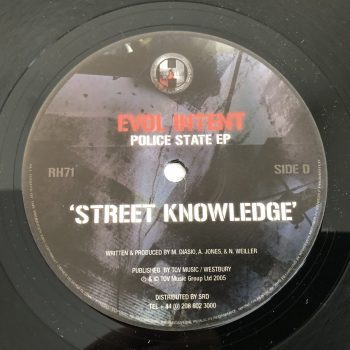 EVOL INTENT
POLICE STATE EP
RH71
SIDE D
'STREET KNOWLEDGE'
WRITTEN & PRODUCED BY M. DIASIO, A. JONES, & N. WEILLER
PUBLISHED BY TOV MUSIC / WESTBURY
℗ & © TOV Music Group Ltd 2005
DISTRIBUTED BY SRD
TEL + 44 (0) 208 802 3000